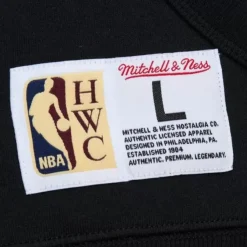 Mitchell & Ness
H
W
C
NBA
L
MITCHELL & NESS NOSTALGIA CO.
AUTHENTIC LICENSED APPAREL
DESIGNED IN PHILADELPHIA, PA.
ESTABLISHED 1904
AUTHENTIC. PREMIUM. LEGENDARY.